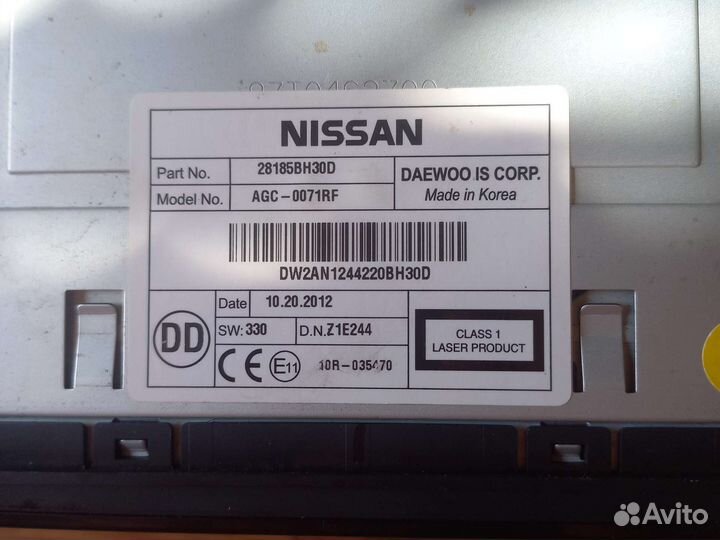 NISSAN
Part No. 28185BH30D
Model No. AGC-0071RF
DAEWOO IS CORP.
Made in Korea
DW2AN1244220BH30D
DD
Date 10.20.2012
SW: 330 D.N.Z1E244
CE E11 10R-035470
CLASS 1
LASER PRODUCT
Avito